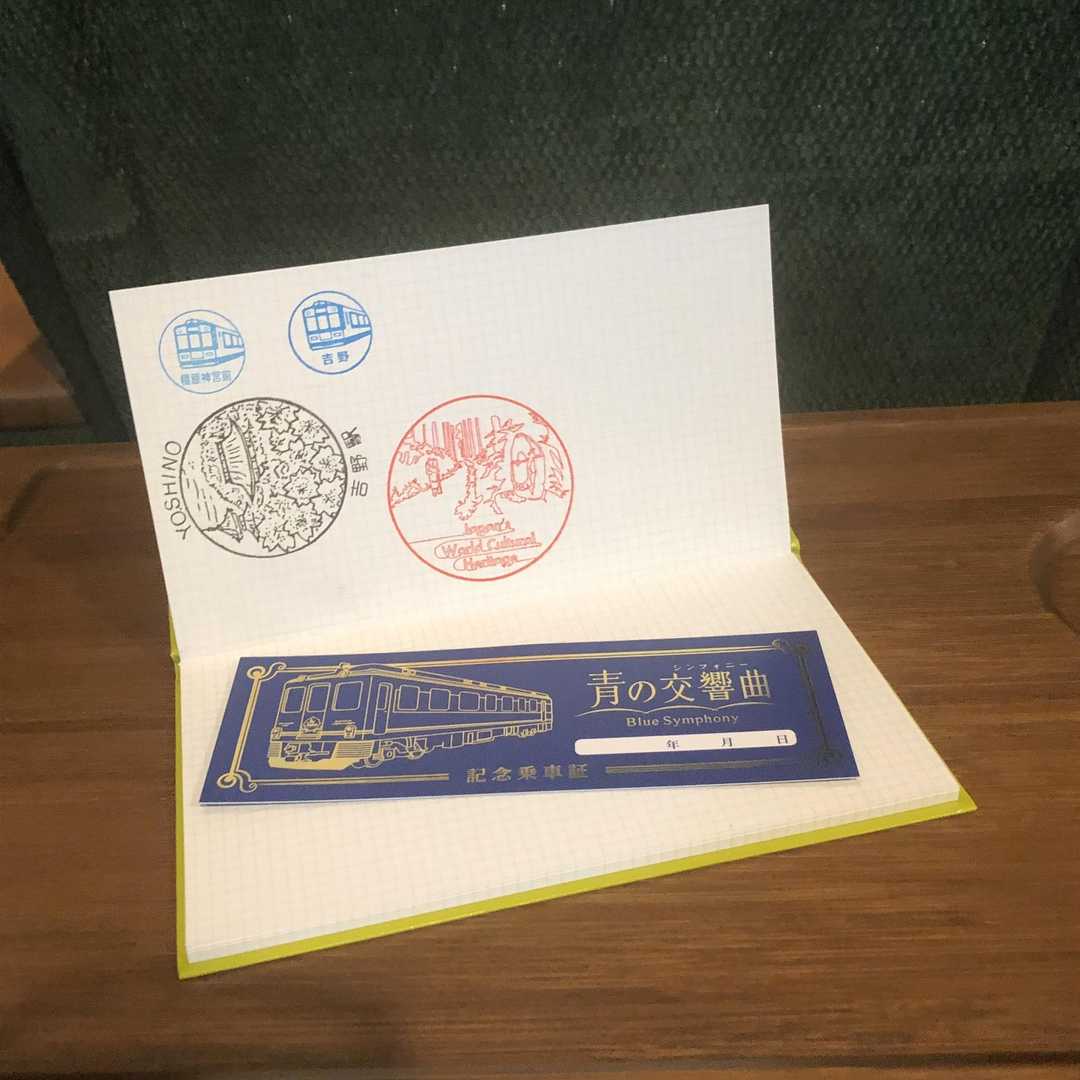 橿原神宮前
吉野
YOSHINO
吉野駅
Japan's
World Cultural
Heritage
シンフォニー
青の交響曲
Blue Symphony
年 月 日
記念乗車証